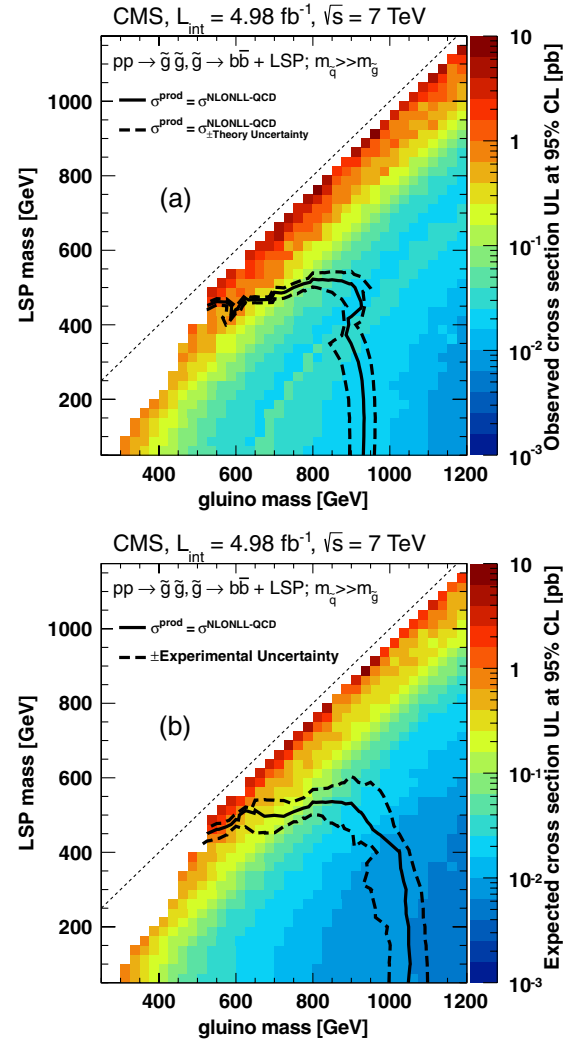 CMS, L_int = 4.98 fb⁻¹, √s = 7 TeV
pp → g̃ g̃, g̃ → bb̄ + LSP; m_q̃ >> m_g̃
σ^prod = σ^NLONLL-QCD
σ^prod = σ^NLONLL-QCD_±Theory Uncertainty
(a)
LSP mass [GeV]
1000
800
600
400
200
400 600 800 1000 1200
gluino mass [GeV]
10
1
10⁻¹
10⁻²
10⁻³
Observed cross section UL at 95% CL [pb]
CMS, L_int = 4.98 fb⁻¹, √s = 7 TeV
pp → g̃ g̃, g̃ → bb̄ + LSP; m_q̃ >> m_g̃
σ^prod = σ^NLONLL-QCD
±Experimental Uncertainty
(b)
LSP mass [GeV]
1000
800
600
400
200
400 600 800 1000 1200
gluino mass [GeV]
10
1
10⁻¹
10⁻²
10⁻³
Expected cross section UL at 95% CL [pb]